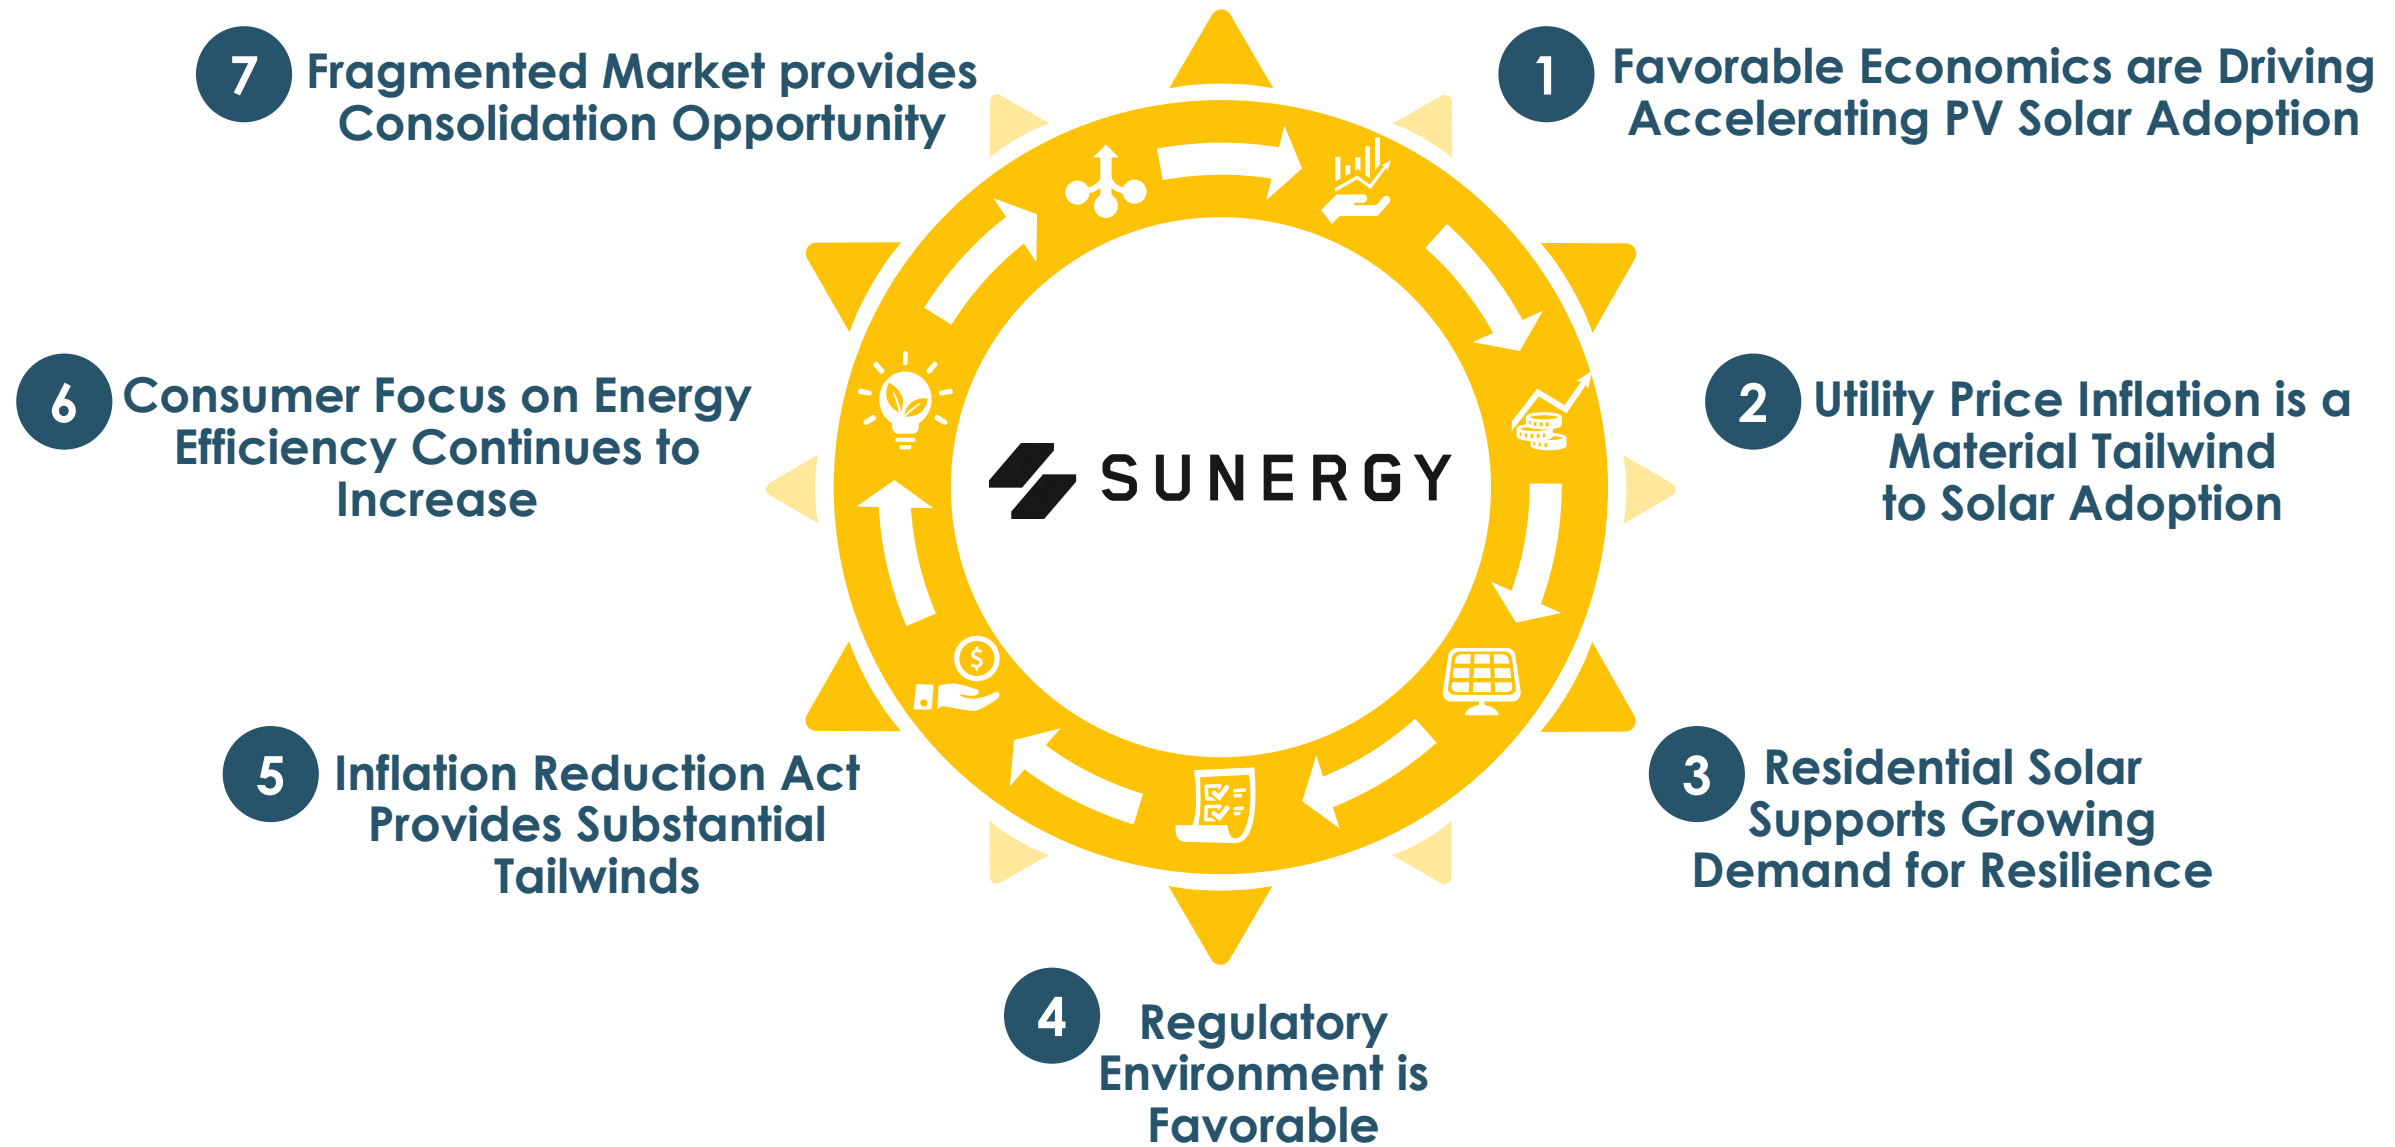 1
Favorable Economics are Driving
Accelerating PV Solar Adoption
2
Utility Price Inflation is a
Material Tailwind
to Solar Adoption
3
Residential Solar
Supports Growing
Demand for Resilience
4
Regulatory
Environment is
Favorable
5
Inflation Reduction Act
Provides Substantial
Tailwinds
6
Consumer Focus on Energy
Efficiency Continues to
Increase
7
Fragmented Market provides
Consolidation Opportunity
SUNERGY
$